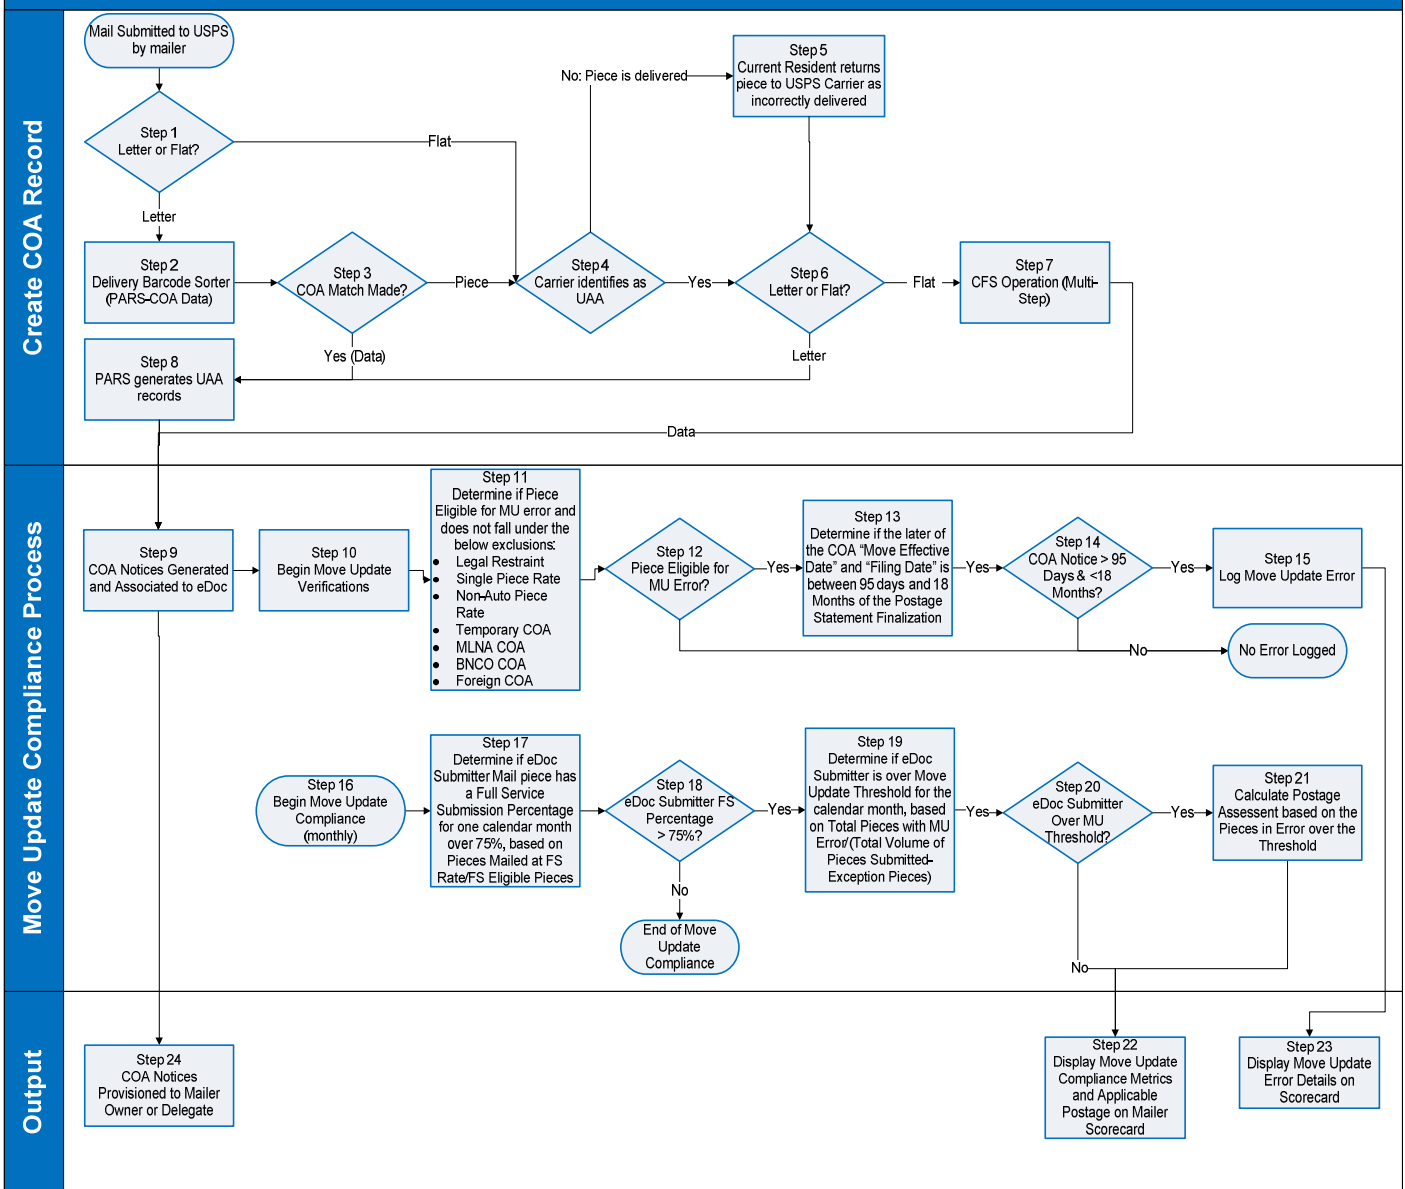 Create COA Record
Mail Submitted to USPS
by mailer
Step 1
Letter or Flat?
Flat
Letter
Step 2
Delivery Barcode Sorter
(PARS-COA Data)
Step 3
COA Match Made?
Piece
Yes (Data)
Step 4
Carrier identifies as
UAA
No: Piece is delivered
Yes
Step 5
Current Resident returns
piece to USPS Carrier as
incorrectly delivered
Step 6
Letter or Flat?
Flat
Letter
Step 7
CFS Operation (Multi-
Step)
Step 8
PARS generates UAA
records
Data
Move Update Compliance Process
Step 9
COA Notices Generated
and Associated to eDoc
Step 10
Begin Move Update
Verifications
Step 11
Determine if Piece
Eligible for MU error and
does not fall under the
below exclusions:
● Legal Restraint
● Single Piece Rate
● Non-Auto Piece
Rate
● Temporary COA
● MLNA COA
● BNCO COA
● Foreign COA
Step 12
Piece Eligible for
MU Error?
Yes
Step 13
Determine if the later of
the COA “Move Effective
Date” and “Filing Date” is
between 95 days and 18
Months of the Postage
Statement Finalization
Yes
Step 14
COA Notice > 95
Days & <18
Months?
Yes
Step 15
Log Move Update Error
No
No Error Logged
Step 16
Begin Move Update
Compliance
(monthly)
Step 17
Determine if eDoc
Submitter Mail piece has
a Full Service
Submission Percentage
for one calendar month
over 75%, based on
Pieces Mailed at FS
Rate/FS Eligible Pieces
Step 18
eDoc Submitter FS
Percentage
> 75%?
Yes
No
End of Move
Update
Compliance
Step 19
Determine if eDoc
Submitter is over Move
Update Threshold for the
calendar month, based
on Total Pieces with MU
Error/(Total Volume of
Pieces Submitted-
Exception Pieces)
Yes
Step 20
eDoc Submitter
Over MU
Threshold?
Yes
No
Step 21
Calculate Postage
Assessent based on the
Pieces in Error over the
Threshold
Output
Step 24
COA Notices
Provisioned to Mailer
Owner or Delegate
Step 22
Display Move Update
Compliance Metrics
and Applicable
Postage on Mailer
Scorecard
Step 23
Display Move Update
Error Details on
Scorecard